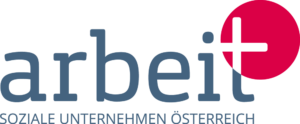 arbeit+
SOZIALE UNTERNEHMEN ÖSTERREICH